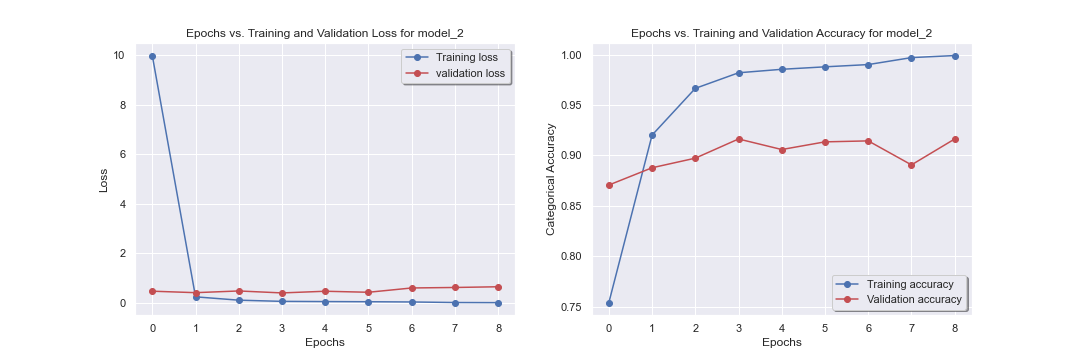 Epochs vs. Training and Validation Loss for model_2
10
8
6
4
2
0
Loss
0 1 2 3 4 5 6 7 8
Epochs
Training loss
validation loss
Epochs vs. Training and Validation Accuracy for model_2
1.00
0.95
0.90
0.85
0.80
0.75
Categorical Accuracy
0 1 2 3 4 5 6 7 8
Epochs
Training accuracy
Validation accuracy